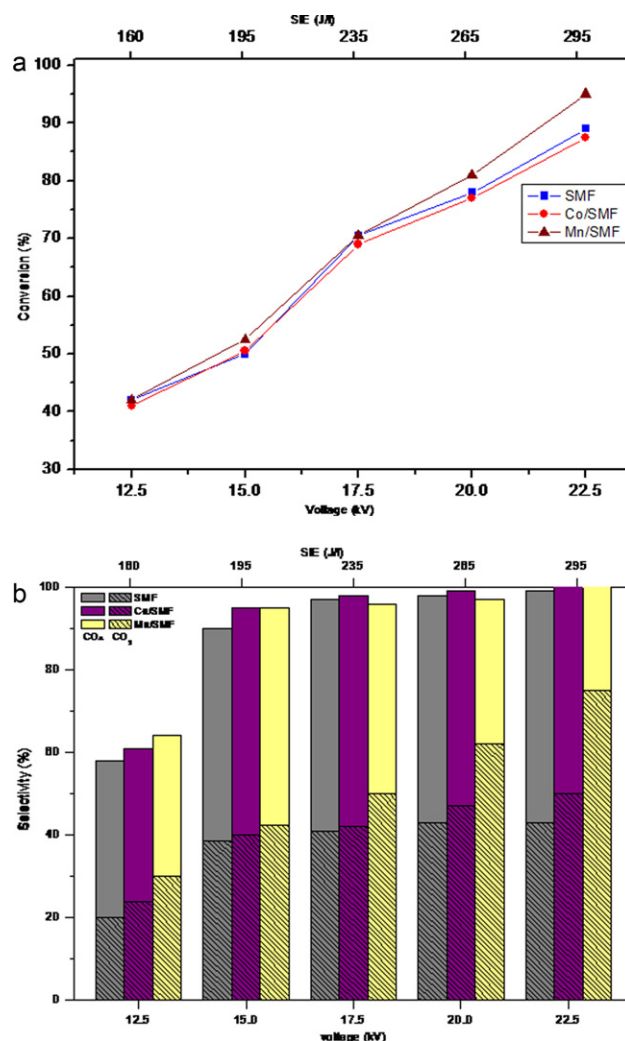 SIE (J/l)
160 195 235 265 295
a
100
90
80
70
60
50
40
30
Conversion (%)
SMF
Co/SMF
Mn/SMF
12.5 15.0 17.5 20.0 22.5
Voltage (kV)
SIE (J/l)
180 195 235 265 295
b
100
80
60
40
20
0
Selectivity (%)
SMF
Co/SMF
Mn/SMF
COx CO2
12.5 15.0 17.5 20.0 22.5
voltage (kV)